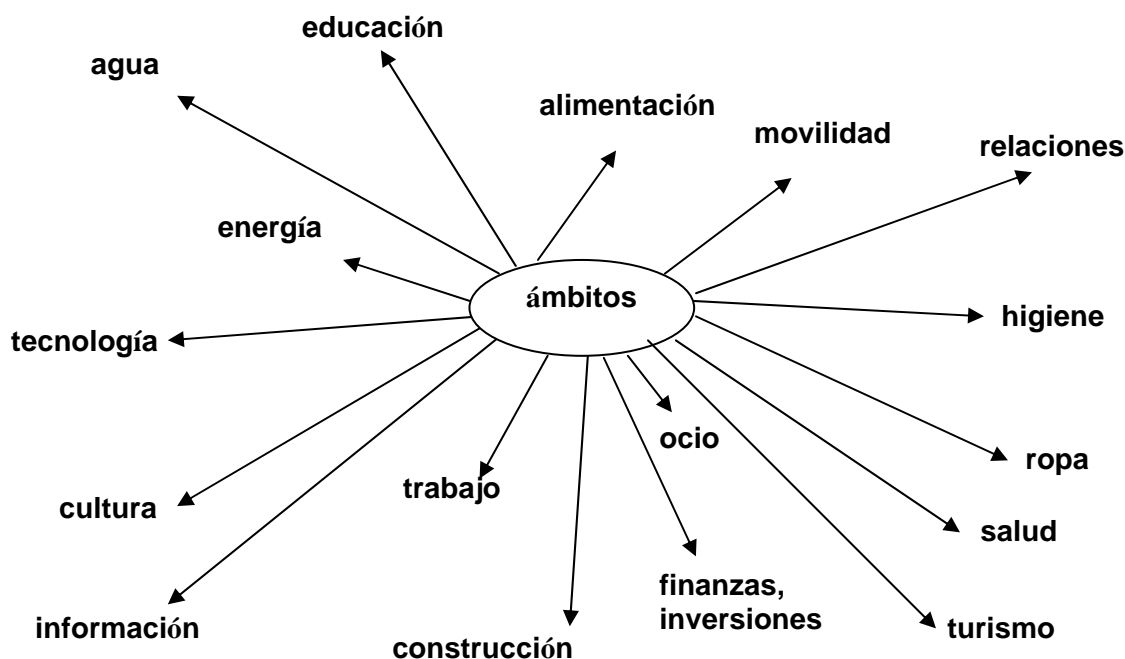 educación
agua
alimentación
movilidad
relaciones
energía
ámbitos
higiene
tecnología
ocio
ropa
trabajo
cultura
salud
finanzas,
inversiones
información
turismo
construcción